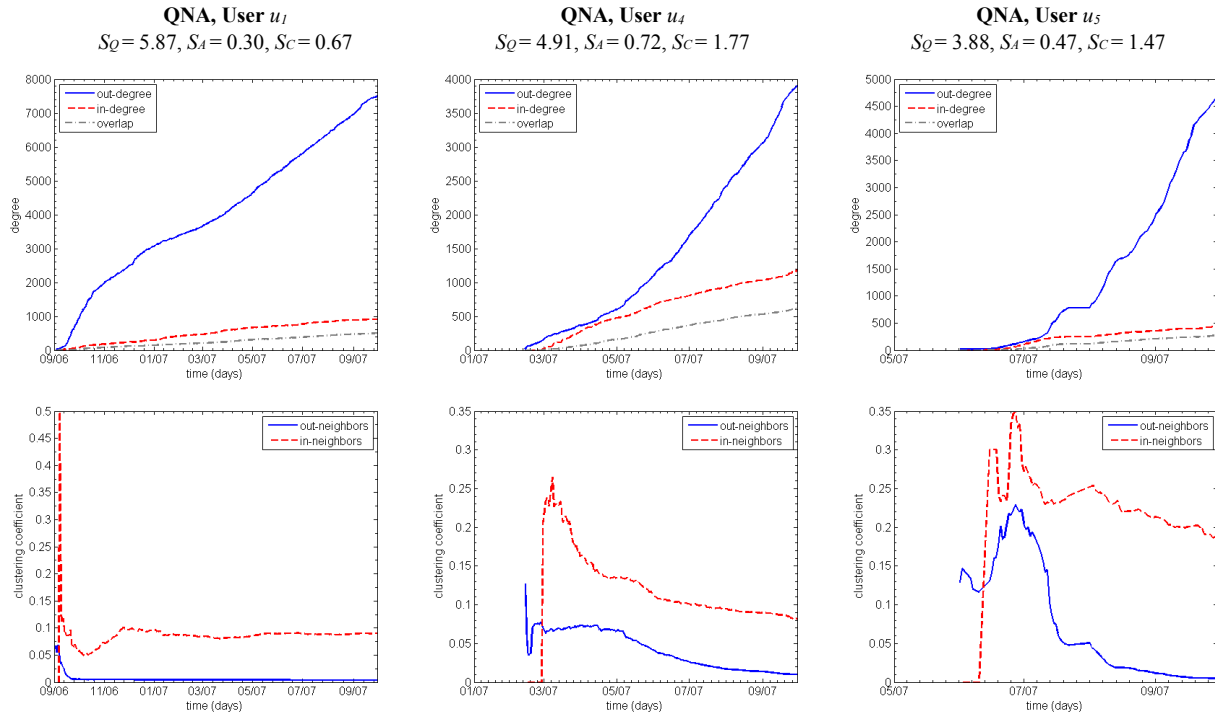 QNA, User u1
SQ = 5.87, SA = 0.30, SC = 0.67
QNA, User u4
SQ = 4.91, SA = 0.72, SC = 1.77
QNA, User u5
SQ = 3.88, SA = 0.47, SC = 1.47
8000
7000
6000
5000
4000
3000
2000
1000
0
degree
out-degree
in-degree
overlap
09/06 11/06 01/07 03/07 05/07 07/07 09/07
time (days)
4000
3500
3000
2500
2000
1500
1000
500
0
degree
out-degree
in-degree
overlap
01/07 03/07 05/07 07/07 09/07
time (days)
5000
4500
4000
3500
3000
2500
2000
1500
1000
500
0
degree
out-degree
in-degree
overlap
05/07 07/07 09/07
time (days)
0.5
0.45
0.4
0.35
0.3
0.25
0.2
0.15
0.1
0.05
0
clustering coefficient
out-neighbors
in-neighbors
09/06 11/06 01/07 03/07 05/07 07/07 09/07
time (days)
0.35
0.3
0.25
0.2
0.15
0.1
0.05
0
clustering coefficient
out-neighbors
in-neighbors
01/07 03/07 05/07 07/07 09/07
time (days)
0.35
0.3
0.25
0.2
0.15
0.1
0.05
0
clustering coefficient
out-neighbors
in-neighbors
05/07 07/07 09/07
time (days)